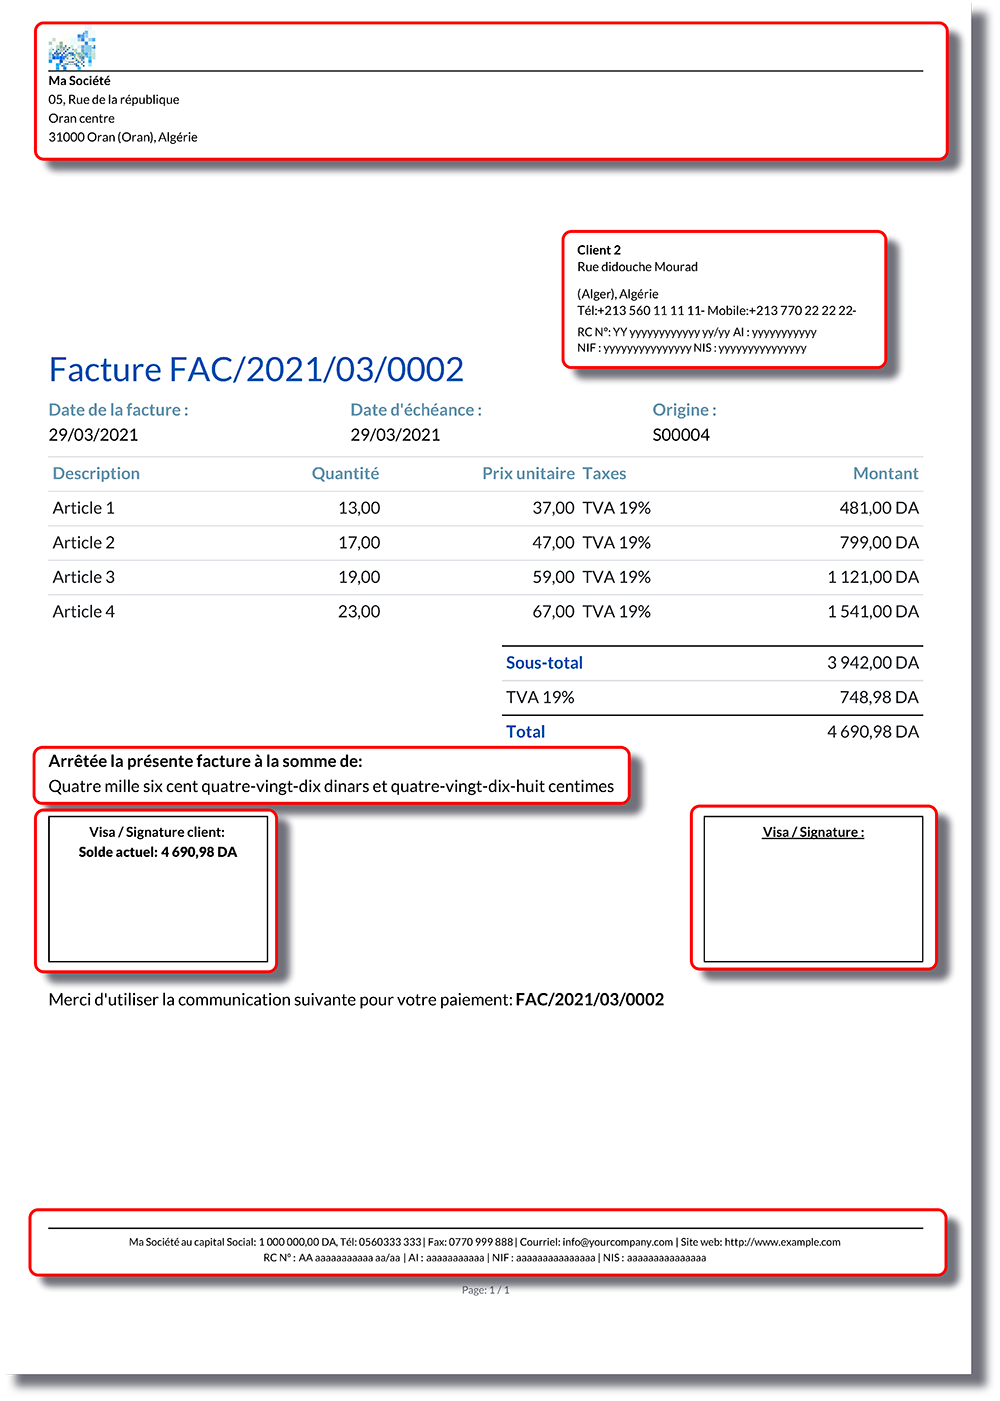 Ma Société
05, Rue de la république
Oran centre
31000 Oran (Oran), Algérie
Client 2
Rue didouche Mourad
(Alger), Algérie
Tél:+213 560 11 11 11- Mobile:+213 770 22 22 22-
RC N°: YY yyyyyyyyyyyy yy/yy AI : yyyyyyyyyyy
NIF : yyyyyyyyyyyyyyy NIS : yyyyyyyyyyyyyyy
Facture FAC/2021/03/0002
Date de la facture : Date d'échéance : Origine :
29/03/2021 29/03/2021 S00004
Description Quantité Prix unitaire Taxes Montant
Article 1 13,00 37,00 TVA 19% 481,00 DA
Article 2 17,00 47,00 TVA 19% 799,00 DA
Article 3 19,00 59,00 TVA 19% 1 121,00 DA
Article 4 23,00 67,00 TVA 19% 1 541,00 DA
Sous-total 3 942,00 DA
TVA 19% 748,98 DA
Total 4 690,98 DA
Arrêtée la présente facture à la somme de:
Quatre mille six cent quatre-vingt-dix dinars et quatre-vingt-dix-huit centimes
Visa / Signature client:
Solde actuel: 4 690,98 DA
Visa / Signature :
Merci d'utiliser la communication suivante pour votre paiement: FAC/2021/03/0002
Ma Société au capital Social: 1 000 000,00 DA, Tél: 0560333 333 | Fax: 0770 999 888 | Courriel: info@yourcompany.com | Site web: http://www.example.com
RC N° : AA aaaaaaaaaaa aa/aa | AI : aaaaaaaaaaa | NIF : aaaaaaaaaaaaaaa | NIS : aaaaaaaaaaaaaaa
Page: 1 / 1